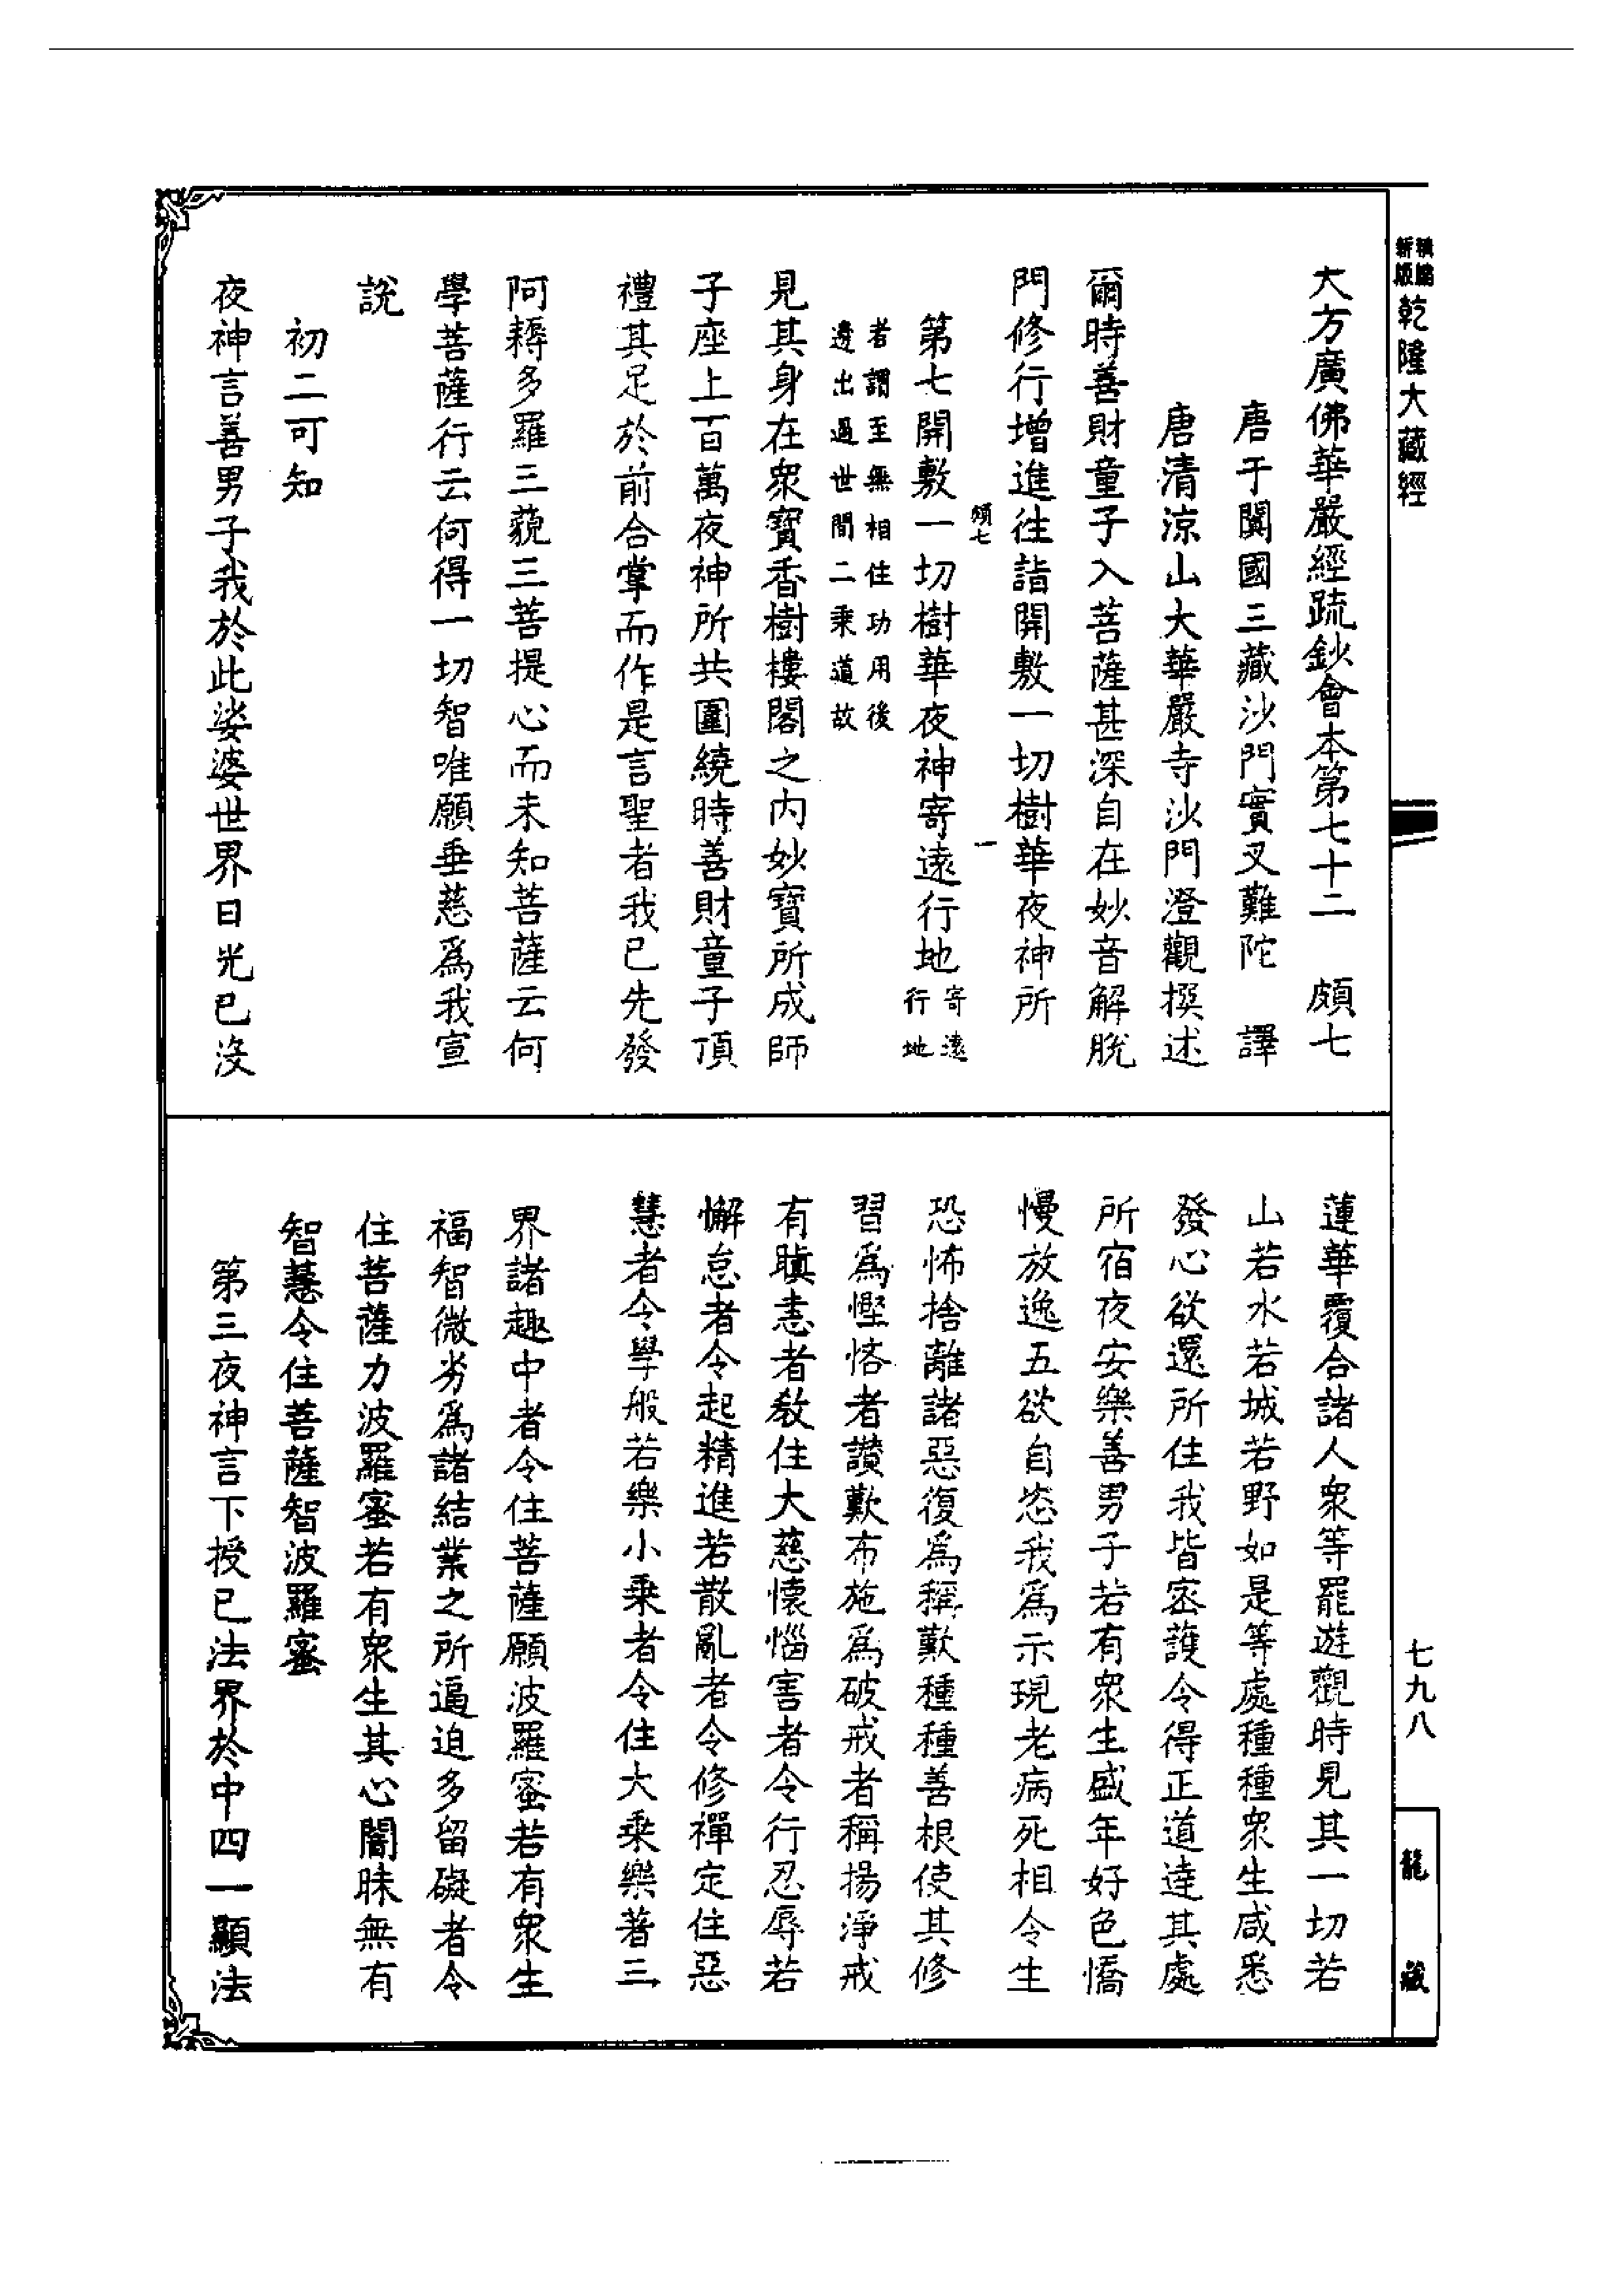 新版
精編
乾隆大藏經
大方廣佛華嚴經疏鈔會本第七十二　頗七
唐于闐國三藏沙門實叉難陀　譯
唐清涼山大華嚴寺沙門澄觀撰述
爾時善財童子入菩薩甚深自在妙音解脫
門修行增進往詣開敷一切樹華夜神所
頗七　一
第七開敷一切樹華夜神寄遠行地寄遠行地
者謂至無相住功用後
邊出過世間二乘道故
見其身在眾寶香樹樓閣之內妙寶所成師
子座上百萬夜神所共圍繞時善財童子頂
禮其足於前合掌而作是言聖者我已先發
阿耨多羅三藐三菩提心而未知菩薩云何
學菩薩行云何得一切智唯願垂慈為我宣
說
初二可知
夜神言善男子我於此娑婆世界日光已沒
蓮華覆合諸人眾等罷遊觀時見其一切若
山若水若城若野如是等處種種眾生咸悉
發心欲還所住我皆密護令得正道達其處
所宿夜安樂善男子若有眾生盛年好色憍
慢放逸五欲自恣我為示現老病死相令生
恐怖捨離諸惡復為稱歎種種善根使其修
習為慳悋者讚歎布施為破戒者稱揚淨戒
有瞋恚者教住大慈懷惱害者令行忍辱若
懈怠者令起精進若散亂者令修禪定住惡
慧者令學般若樂小乘者令住大乘樂著三
界諸趣中者令住菩薩願波羅蜜若有眾生
福智微劣為諸結業之所逼迫多留礙者令
住菩薩力波羅蜜若有眾生其心闇昧無有
智慧令住菩薩智波羅蜜
第三夜神言下授已法界於中四一顯法
七九八
龍藏